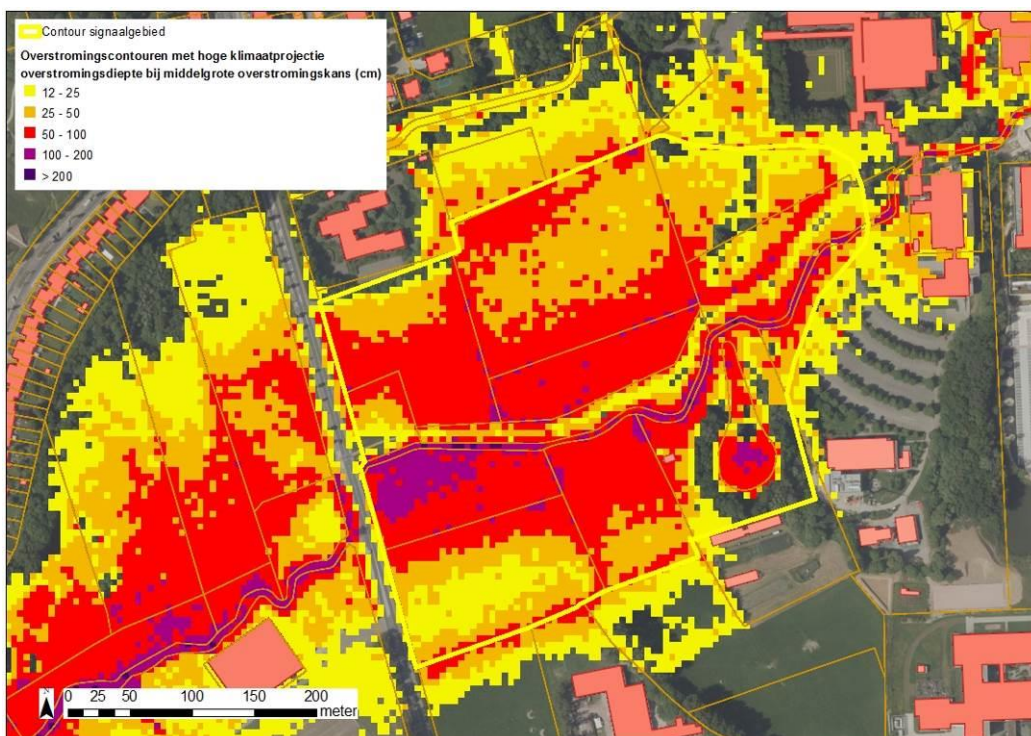 Contour signaalgebied
Overstromingscontouren met hoge klimaatprojectie
overstromingsdiepte bij middelgrote overstromingskans (cm)
12 - 25
25 - 50
50 - 100
100 - 200
> 200
N
0 25 50 100 150 200
meter